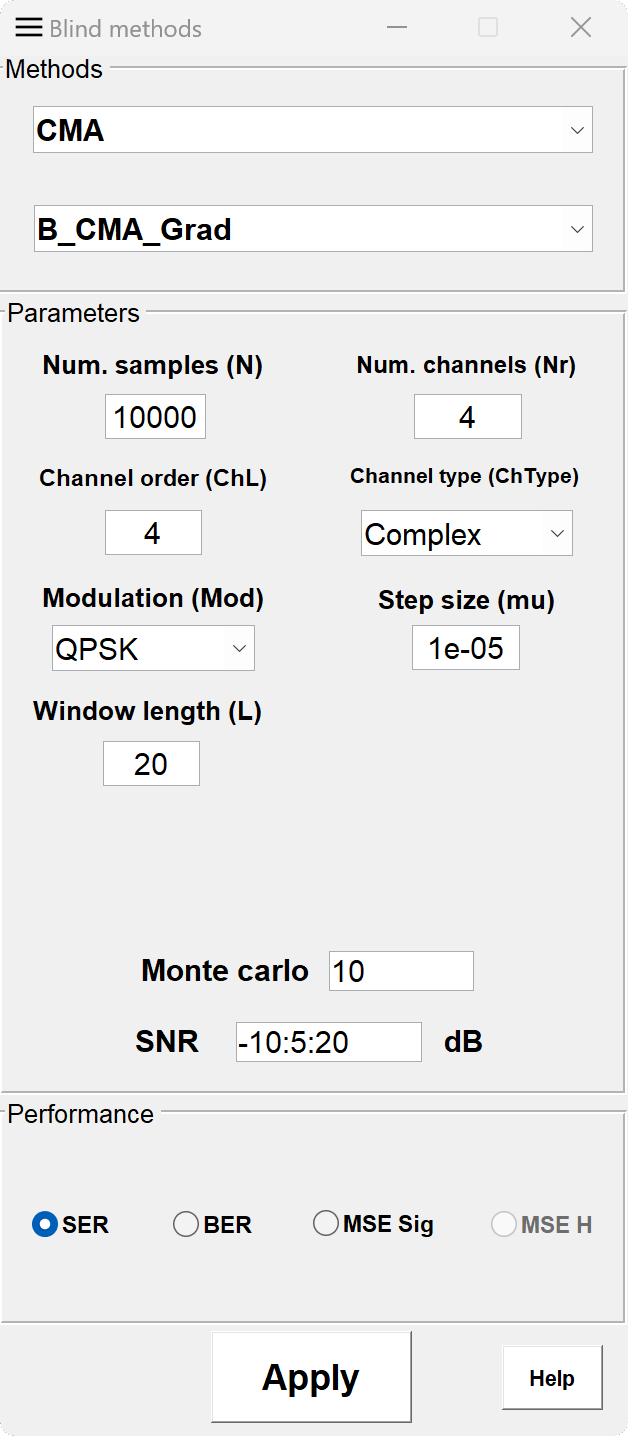 Blind methods
Methods
CMA
B_CMA_Grad
Parameters
Num. samples (N)
Num. channels (Nr)
10000
4
Channel order (ChL)
Channel type (ChType)
4
Complex
Modulation (Mod)
Step size (mu)
QPSK
1e-05
Window length (L)
20
Monte carlo 10
SNR -10:5:20 dB
Performance
SER BER MSE Sig MSE H
Apply Help